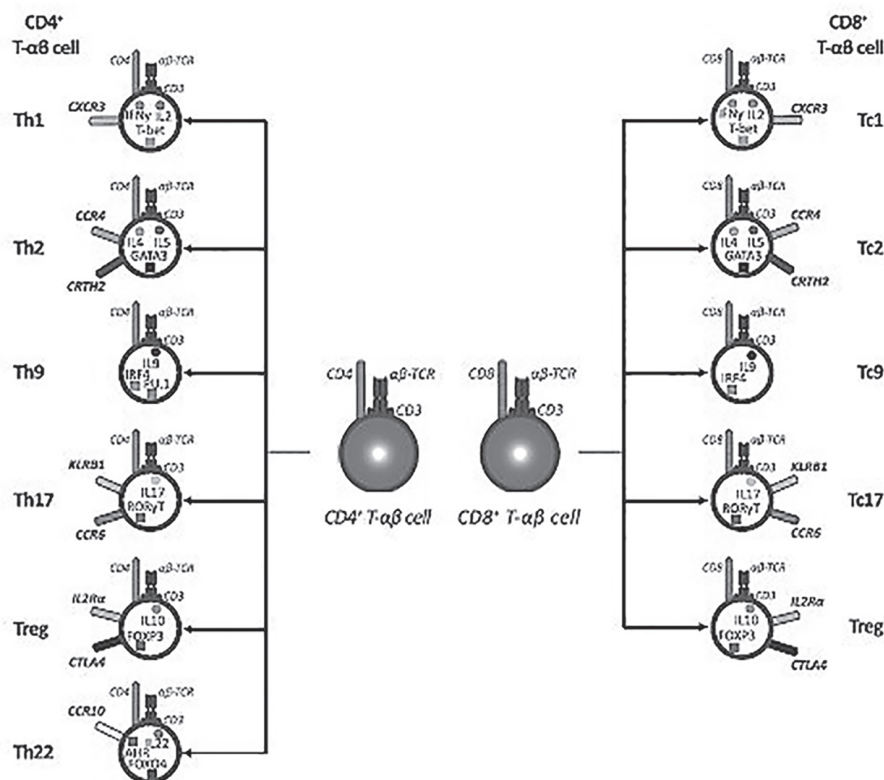 CD4⁺
T-αβ cell
CD8⁺
T-αβ cell
Th1
CXCR3
CD4
αβ-TCR
CD3
IFNγ IL2
T-bet
CD8
αβ-TCR
CD3
IFNγ IL2
T-bet
CXCR3
Tc1
Th2
CCR4
CRTH2
CD4
αβ-TCR
CD3
IL4 IL5
GATA3
CD8
αβ-TCR
CD3
IL4 IL5
GATA3
CCR4
CRTH2
Tc2
Th9
CD4
αβ-TCR
CD3
IL9
IRF4
PU.1
CD8
αβ-TCR
CD3
IL9
IRF4
Tc9
CD4
αβ-TCR
CD3
CD4⁺ T-αβ cell
CD8
αβ-TCR
CD3
CD8⁺ T-αβ cell
Th17
KLRB1
CCR6
CD4
αβ-TCR
CD3
IL17
RORγT
CD8
αβ-TCR
CD3
IL17
RORγT
KLRB1
CCR6
Tc17
Treg
IL2Rα
CTLA4
CD4
αβ-TCR
CD3
IL10
FOXP3
CD8
αβ-TCR
CD3
IL10
FOXP3
IL2Rα
CTLA4
Treg
Th22
CCR10
CD4
αβ-TCR
CD3
IL22
AHR
FOXO4